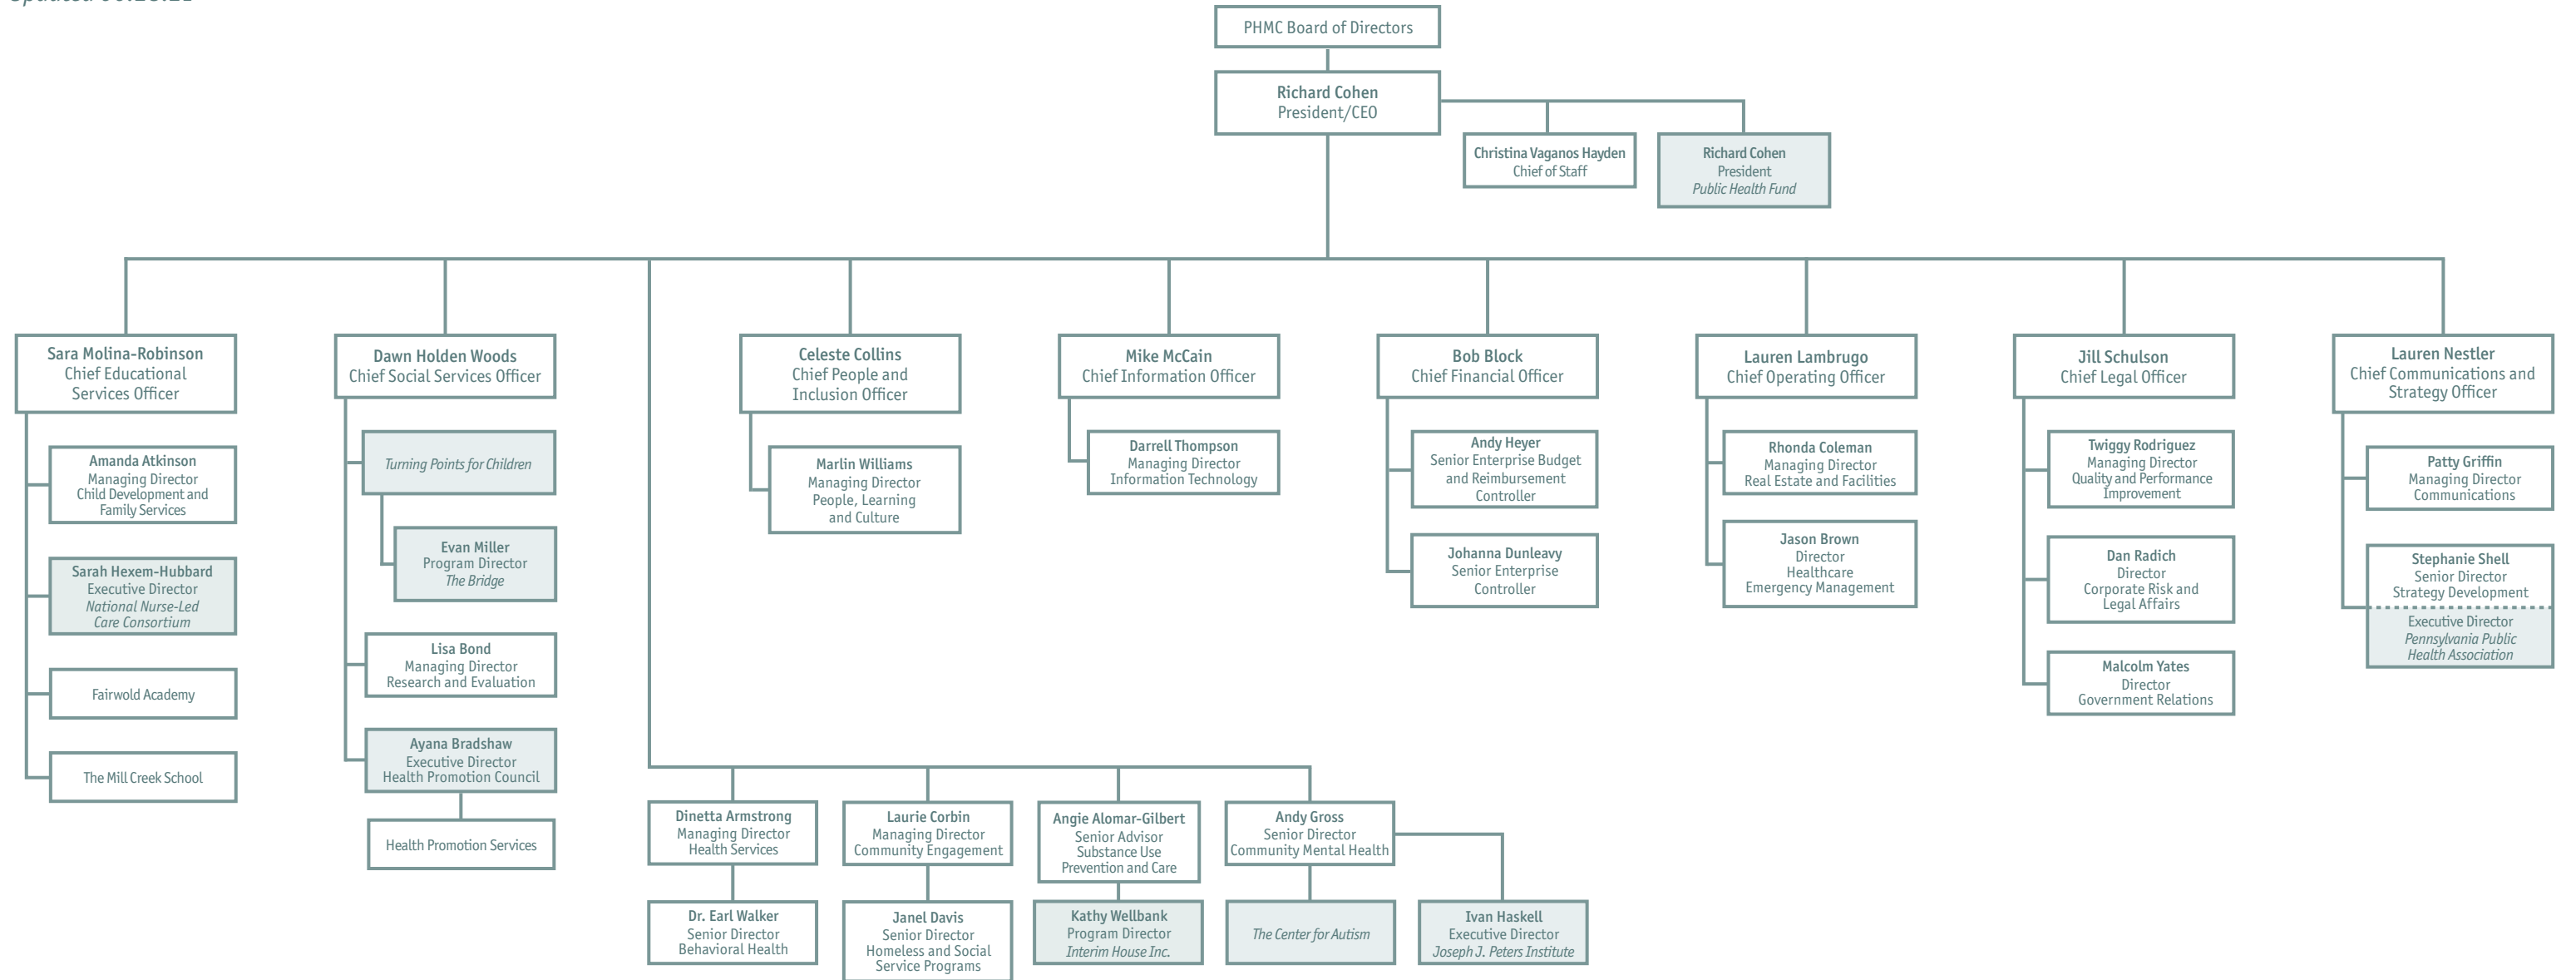 PHMC Board of Directors
Richard Cohen
President/CEO
Christina Vaganos Hayden
Chief of Staff
Richard Cohen
President
Public Health Fund
Sara Molina-Robinson
Chief Educational
Services Officer
Amanda Atkinson
Managing Director
Child Development and
Family Services
Sarah Hexem-Hubbard
Executive Director
National Nurse-Led
Care Consortium
Fairwold Academy
The Mill Creek School
Dawn Holden Woods
Chief Social Services Officer
Turning Points for Children
Evan Miller
Program Director
The Bridge
Lisa Bond
Managing Director
Research and Evaluation
Ayana Bradshaw
Executive Director
Health Promotion Council
Health Promotion Services
Dinetta Armstrong
Managing Director
Health Services
Dr. Earl Walker
Senior Director
Behavioral Health
Laurie Corbin
Managing Director
Community Engagement
Janel Davis
Senior Director
Homeless and Social
Service Programs
Angie Alomar-Gilbert
Senior Advisor
Substance Use
Prevention and Care
Kathy Wellbank
Program Director
Interim House Inc.
Andy Gross
Senior Director
Community Mental Health
The Center for Autism
Ivan Haskell
Executive Director
Joseph J. Peters Institute
Celeste Collins
Chief People and
Inclusion Officer
Marlin Williams
Managing Director
People, Learning
and Culture
Mike McCain
Chief Information Officer
Darrell Thompson
Managing Director
Information Technology
Bob Block
Chief Financial Officer
Andy Heyer
Senior Enterprise Budget
and Reimbursement
Controller
Johanna Dunleavy
Senior Enterprise
Controller
Lauren Lambrugo
Chief Operating Officer
Rhonda Coleman
Managing Director
Real Estate and Facilities
Jason Brown
Director
Healthcare
Emergency Management
Jill Schulson
Chief Legal Officer
Twiggy Rodriguez
Managing Director
Quality and Performance
Improvement
Dan Radich
Director
Corporate Risk and
Legal Affairs
Malcolm Yates
Director
Government Relations
Lauren Nestler
Chief Communications and
Strategy Officer
Patty Griffin
Managing Director
Communications
Stephanie Shell
Senior Director
Strategy Development
Executive Director
Pennsylvania Public
Health Association